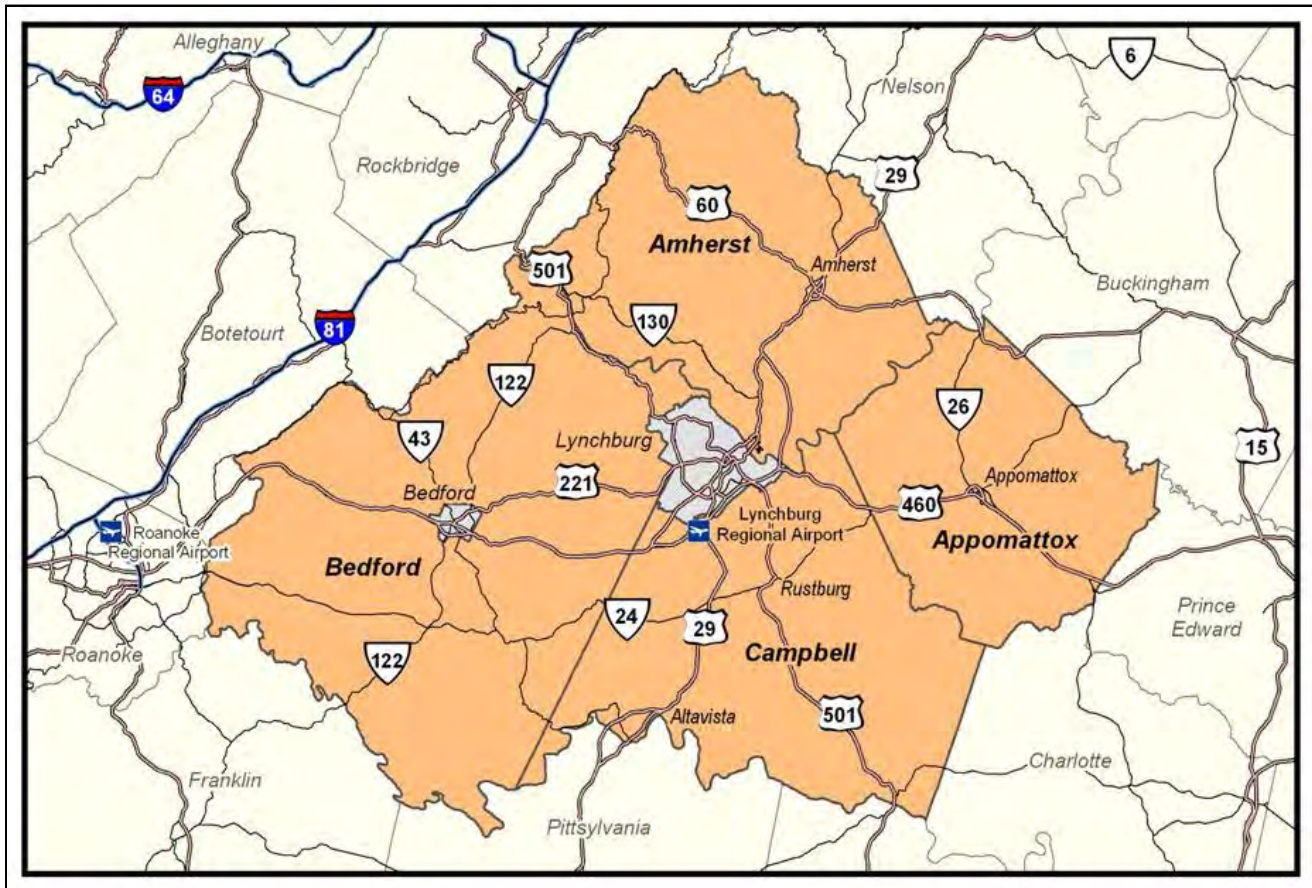 Alleghany
6
64
Nelson
Rockbridge
29
60
Amherst
501
Amherst
Buckingham
130
81
Botetourt
122
26
43
Lynchburg
15
Appomattox
221
Bedford
460
Roanoke
Regional Airport
Lynchburg
Regional Airport
Appomattox
Bedford
Rustburg
24
29
Prince
Edward
Campbell
Roanoke
122
501
Altavista
Charlotte
Franklin
Pittsylvania